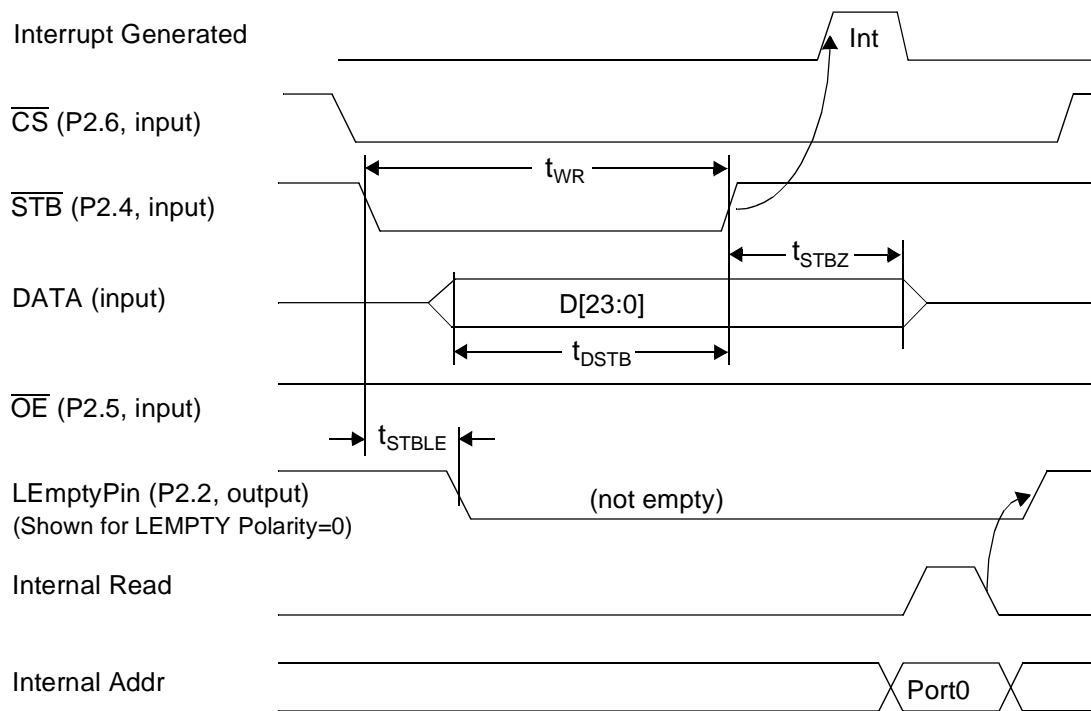 Interrupt Generated
Int
CS (P2.6, input)
tWR
STB (P2.4, input)
tSTBZ
DATA (input)
D[23:0]
tDSTB
OE (P2.5, input)
tSTBLE
LEmptyPin (P2.2, output)
(not empty)
(Shown for LEMPTY Polarity=0)
Internal Read
Internal Addr
Port0